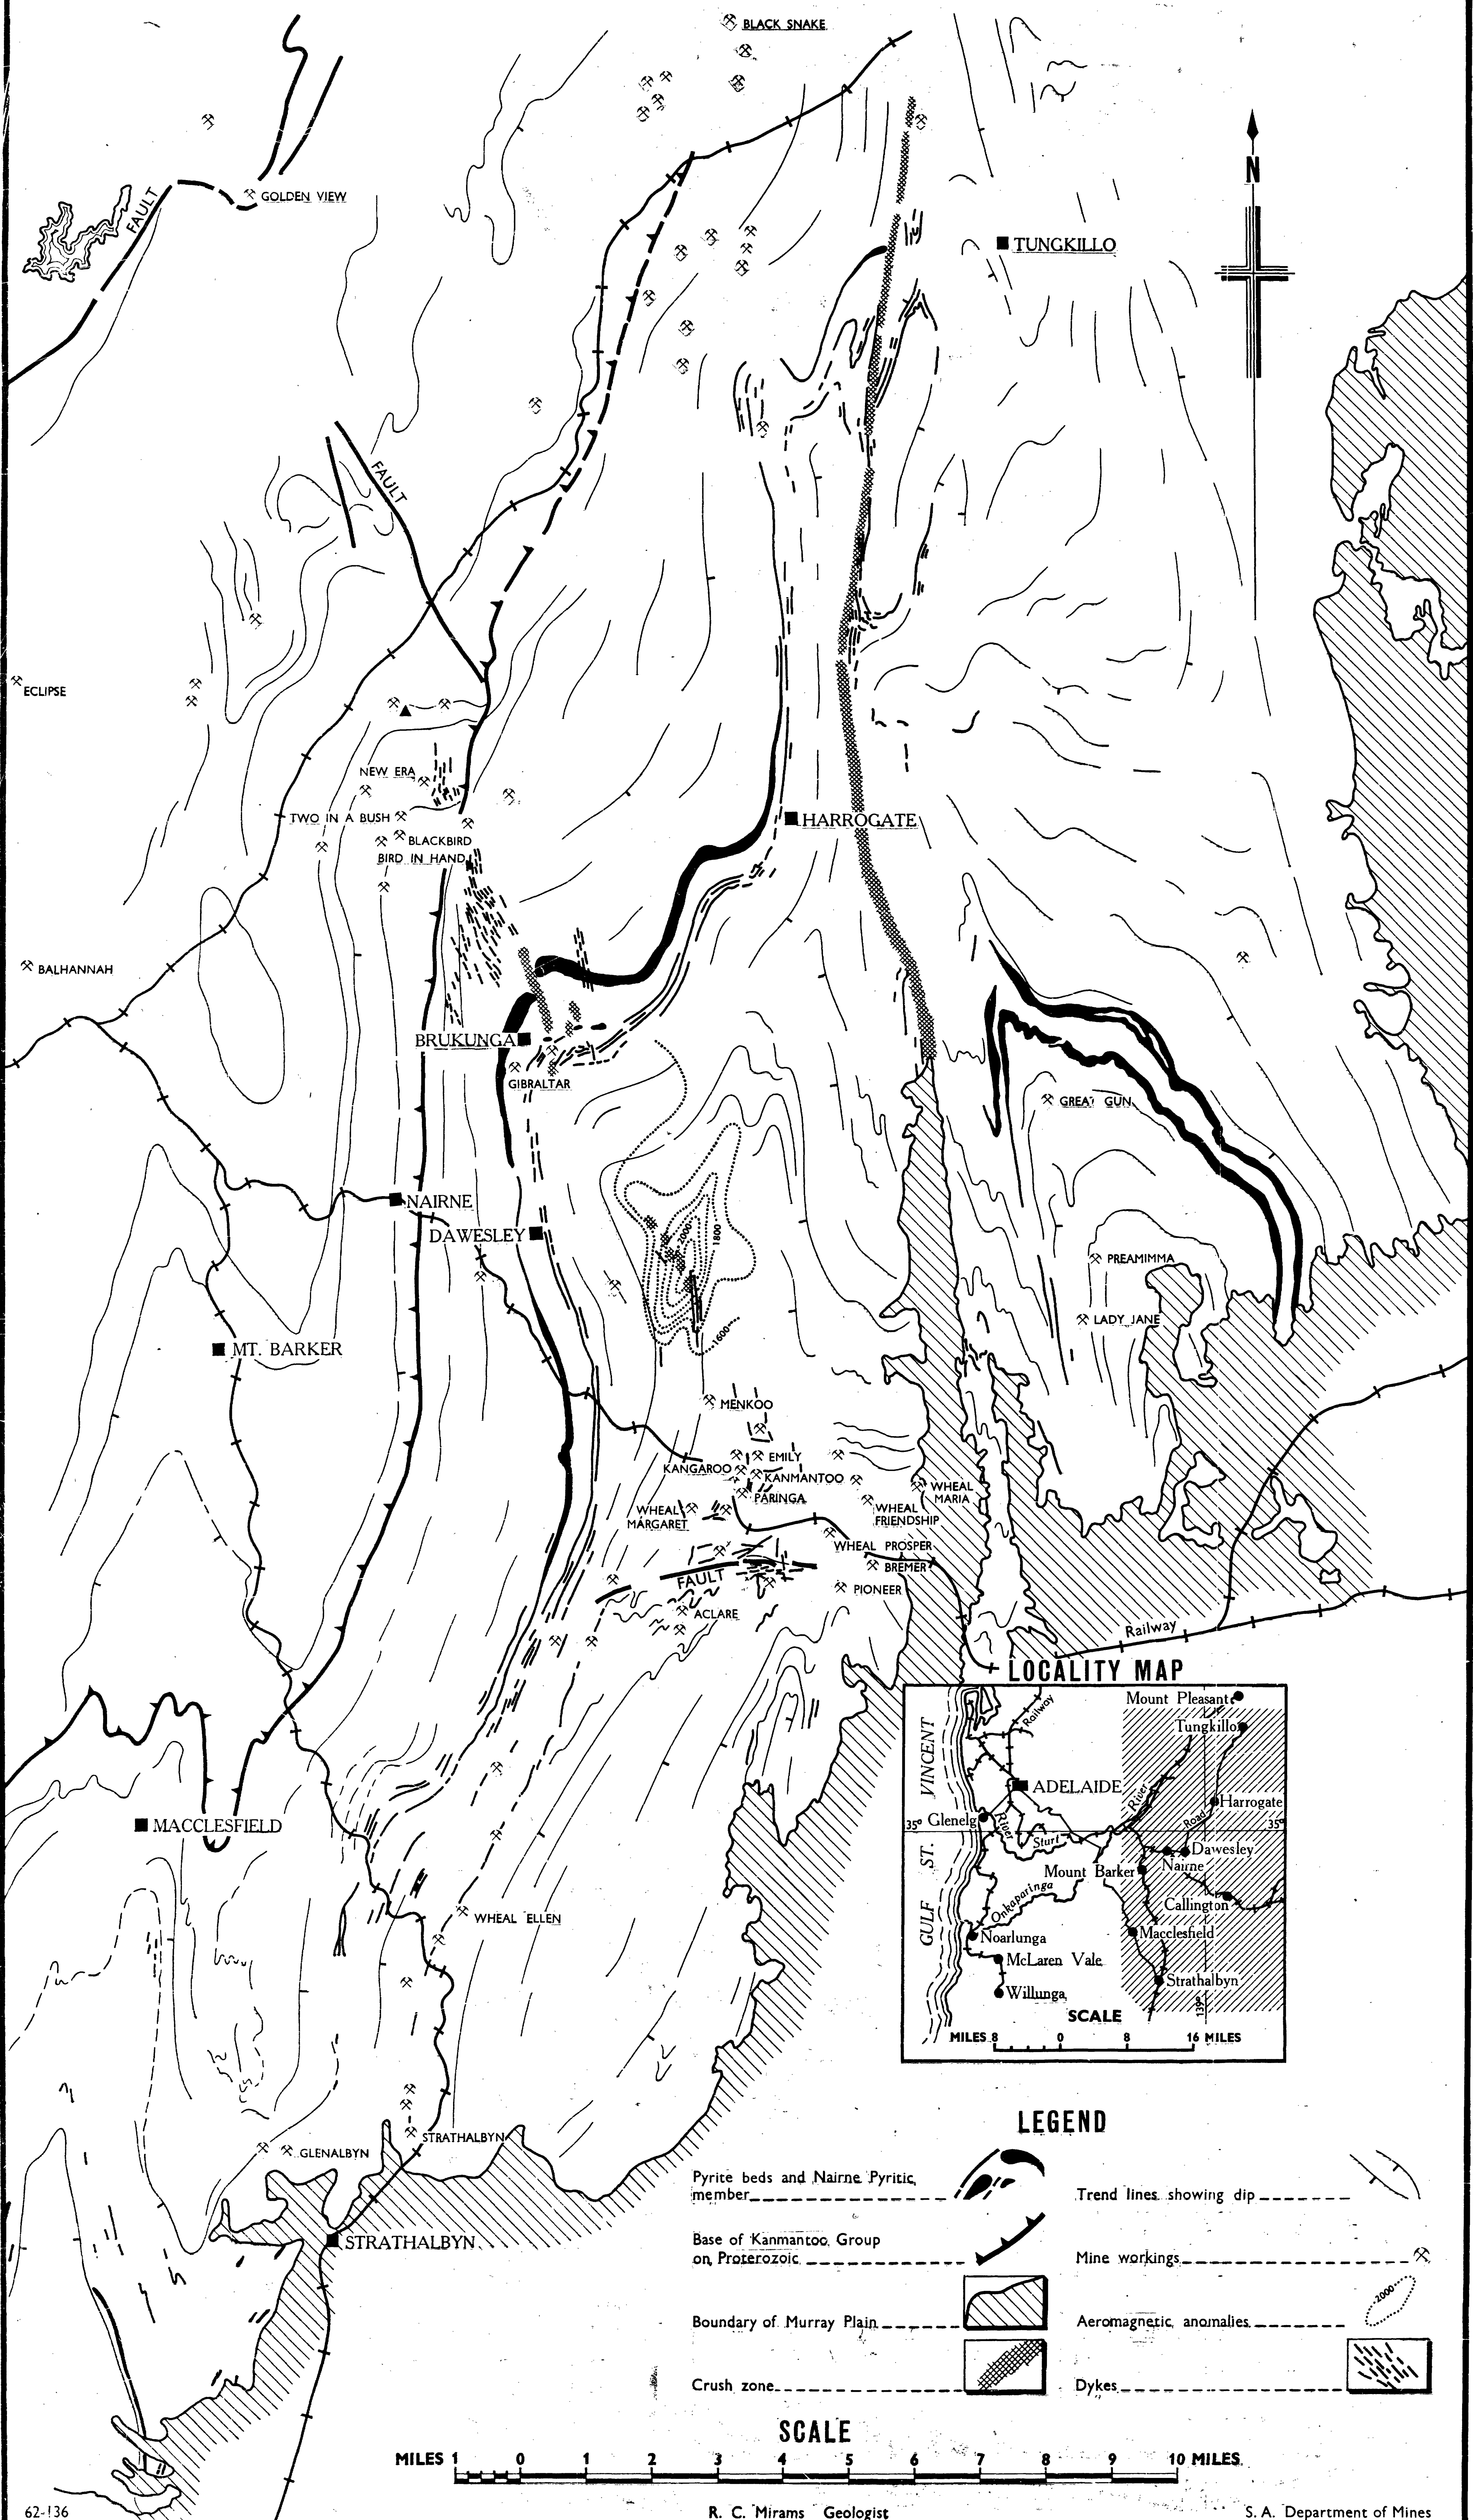 BLACK SNAKE
GOLDEN VIEW
FAULT
N
TUNGKILLO
FAULT
ECLIPSE
NEW ERA
TWO IN A BUSH
BLACKBIRD
BIRD IN HAND
HARROGATE
BALHANNAH
BRUKUNGA
GIBRALTAR
GREAT GUN
NAIRNE
DAWESLEY
2000
1800
1600
PREAMIMMA
LADY JANE
MT. BARKER
MENKOO
EMILY
KANGAROO
KANMANTOO
PARINGA
WHEAL
MARIA
WHEAL
MARGARET
WHEAL
FRIENDSHIP
WHEAL PROSPER
BREMER
FAULT
PIONEER
ACLARE
Railway
MACCLESFIELD
WHEAL ELLEN
GLENALBYN
STRATHALBYN
STRATHALBYN
LOCALITY MAP
Mount Pleasant
Railway
Tungkillo
GULF ST. VINCENT
ADELAIDE
River
Harrogate
Road
35° Glenelg
35°
River
Sturt
Dawesley
Mount Barker
Nairne
Onkaparinga
Callington
Noarlunga
Macclesfield
McLaren Vale
Strathalbyn
Willunga
139°
SCALE
MILES 8 0 8 16 MILES
LEGEND
Pyrite beds and Nairne Pyritic
member
Trend lines showing dip
Base of Kanmantoo Group
on Proterozoic
Mine workings
Boundary of Murray Plain
Aeromagnetic anomalies
2000
Crush zone
Dykes
SCALE
MILES 1 0 1 2 3 4 5 6 7 8 9 10 MILES
62-136
R. C. Mirams Geologist
S. A. Department of Mines